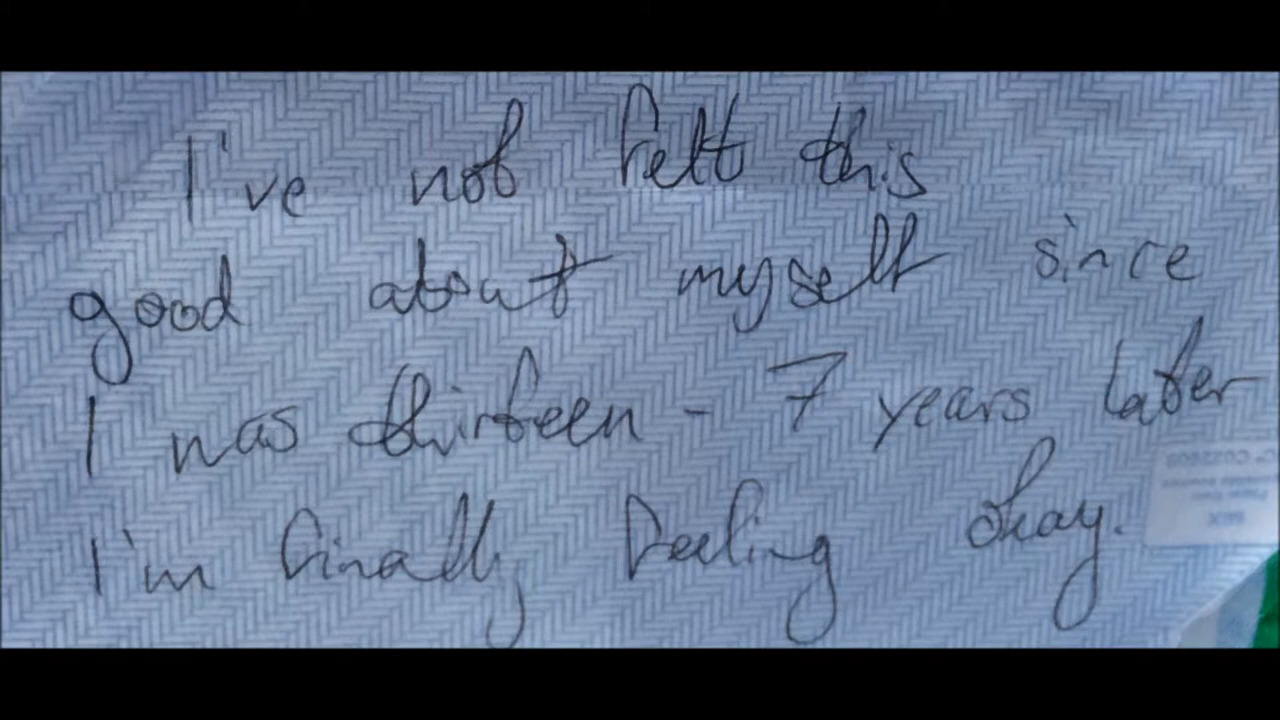 I've not felt this
good about myself since
I was thirteen - 7 years later
I'm finally feeling okay.